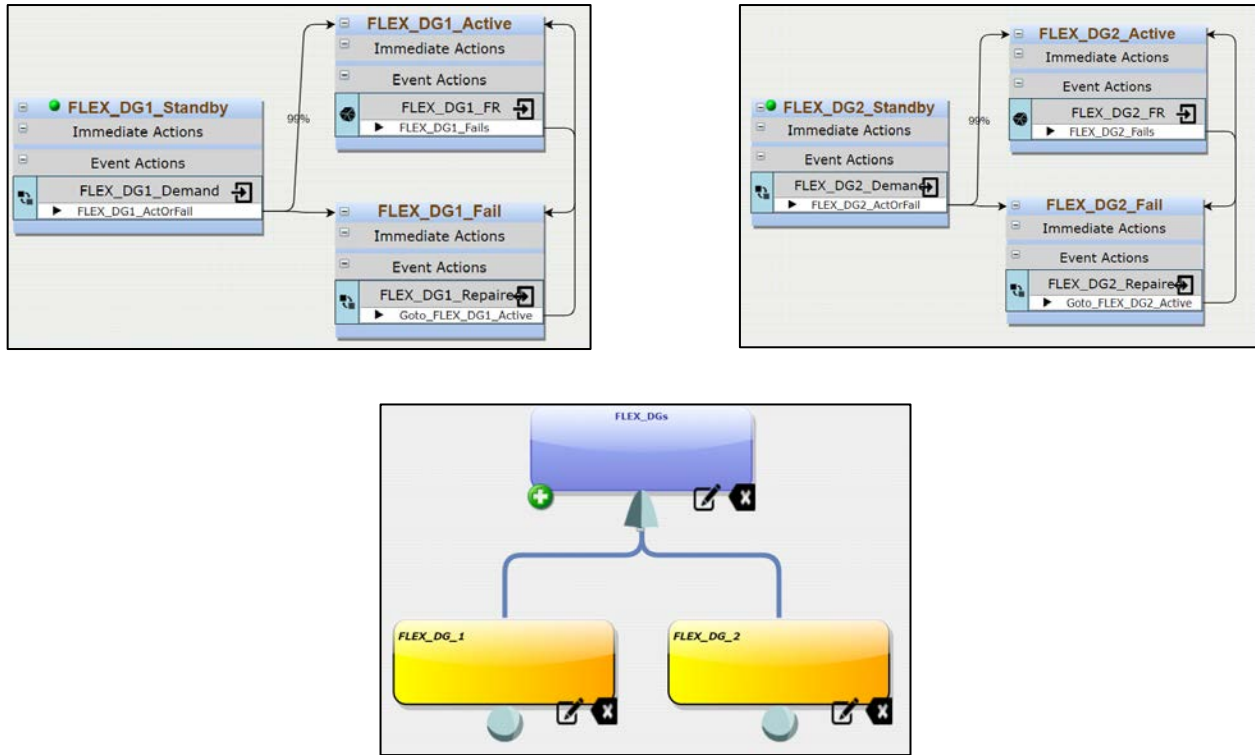 FLEX_DG1_Active
Immediate Actions
Event Actions
FLEX_DG1_FR
FLEX_DG1_Fails
FLEX_DG1_Standby
Immediate Actions
Event Actions
FLEX_DG1_Demand
FLEX_DG1_ActOrFail
99%
FLEX_DG1_Fail
Immediate Actions
Event Actions
FLEX_DG1_Repaire
Goto_FLEX_DG1_Active
FLEX_DG2_Active
Immediate Actions
Event Actions
FLEX_DG2_FR
FLEX_DG2_Fails
FLEX_DG2_Standby
Immediate Actions
Event Actions
FLEX_DG2_Deman
FLEX_DG2_ActOrFail
99%
FLEX_DG2_Fail
Immediate Actions
Event Actions
FLEX_DG2_Repaire
Goto_FLEX_DG2_Active
FLEX_DGs
FLEX_DG_1
FLEX_DG_2